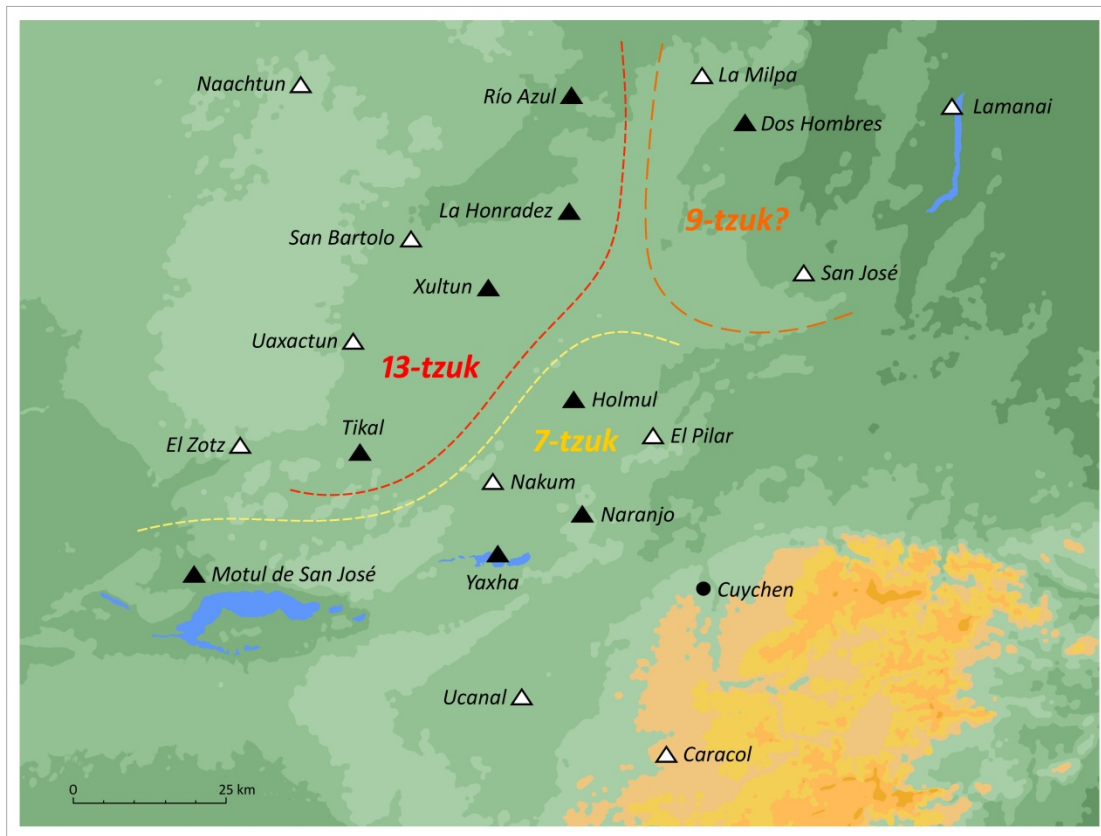 Naachtun
Río Azul
La Milpa
Lamanai
Dos Hombres
La Honradez
9-tzuk?
San Bartolo
San José
Xultun
Uaxactun
13-tzuk
Holmul
Tikal
7-tzuk
El Pilar
El Zotz
Nakum
Naranjo
Motul de San José
Yaxha
Cuychen
Ucanal
Caracol
0 25 km